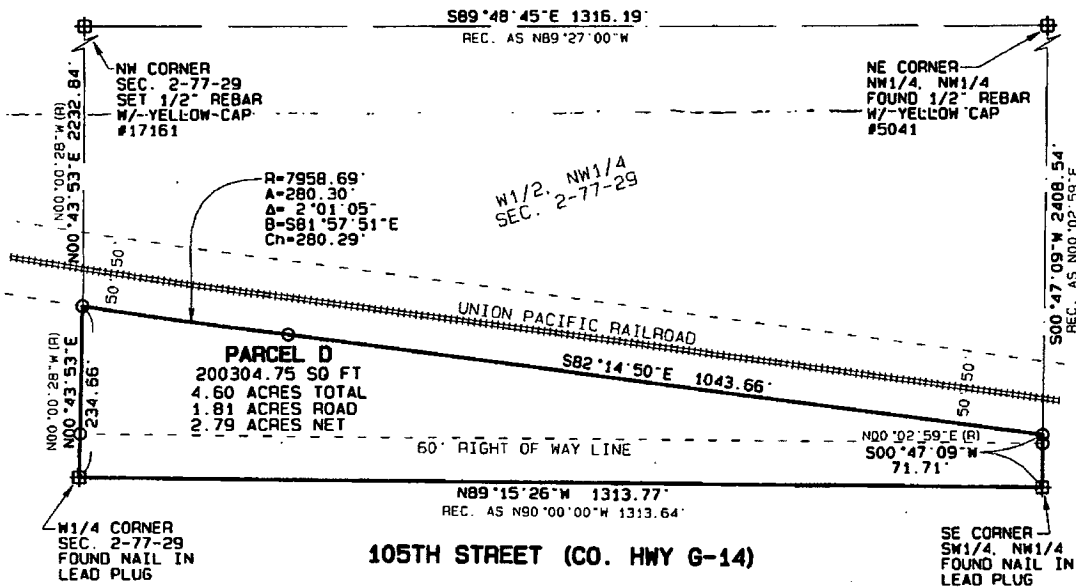 S89°48'45"E 1316.19'
REC. AS N89°27'00"W
NW CORNER
SEC. 2-77-29
SET 1/2" REBAR
W/ YELLOW CAP
#17161
NE CORNER
NW1/4, NW1/4
FOUND 1/2" REBAR
W/ YELLOW CAP
#5041
N00°00'28"W (R)
N00°43'53"E 2232.84'
S00°47'09"W 2408.54'
REC. AS N00°02'59"E
R=7958.69'
A=280.30'
Δ= 2°01'05"
B=S81°57'51"E
Ch=280.29'
W1/2, NW1/4
SEC. 2-77-29
50' 50'
UNION PACIFIC RAILROAD
S82°14'50"E 1043.66'
50' 50'
PARCEL D
200304.75 SQ FT
4.60 ACRES TOTAL
1.81 ACRES ROAD
2.79 ACRES NET
N00°00'28"W (R)
N00°43'53"E
234.66'
60' RIGHT OF WAY LINE
N00°02'59"E (R)
S00°47'09"W
71.71'
N89°15'26"W 1313.77'
REC. AS N90°00'00"W 1313.64'
W1/4 CORNER
SEC. 2-77-29
FOUND NAIL IN
LEAD PLUG
105TH STREET (CO. HWY G-14)
SE CORNER
SW1/4, NW1/4
FOUND NAIL IN
LEAD PLUG